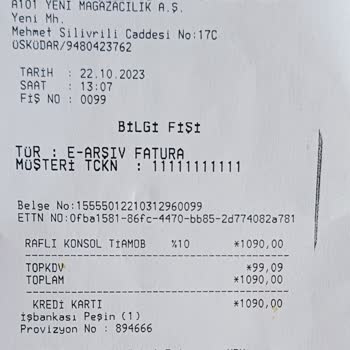 A101 YENİ MAĞAZACILIK A.Ş.
Yeni Mh.
Mehmet Silivrili Caddesi No:17C
ÜSKÜDAR/9480423762
TARİH : 22.10.2023
SAAT : 13:07
FİŞ NO : 0099
BİLGİ FİŞİ
TÜR : E-ARŞİV FATURA
MÜŞTERİ TCKN : 11111111111
Belge No:15555012210312960099
ETTN NO:0fba1581-86fc-4470-bb85-2d774082a781
RAFLI KONSOL TİAMOB %10 *1090,00
TOPKDV *99,09
TOPLAM *1090,00
KREDİ KARTI *1090,00
İşbankası Peşin (1)
Provizyon No : 894666